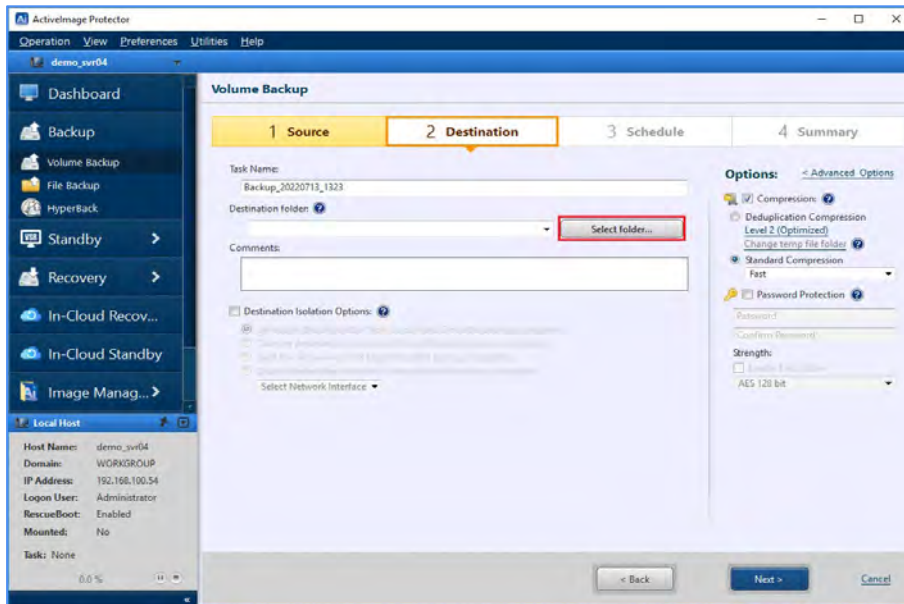 ActiveImage Protector
Operation View Preferences Utilities Help
demo_svr04
Dashboard
Backup
Volume Backup
File Backup
HyperBack
Standby
Recovery
In-Cloud Recov...
In-Cloud Standby
Image Manag...
Local Host
Host Name: demo_svr04
Domain: WORKGROUP
IP Address: 192.168.100.54
Logon User: Administrator
RescueBoot: Enabled
Mounted: No
Task: None
0.0 %
Volume Backup
1 Source
2 Destination
3 Schedule
4 Summary
Task Name:
Backup_20220713_1323
Destination folder:
Select folder...
Comments:
Destination Isolation Options:
Select Network Interface
Options: < Advanced Options
Compression:
Deduplication Compression
Level 2 (Optimized)
Change temp file folder
Standard Compression
Fast
Password Protection
Password
Confirm Password
Strength:
AES 128 bit
< Back
Next >
Cancel